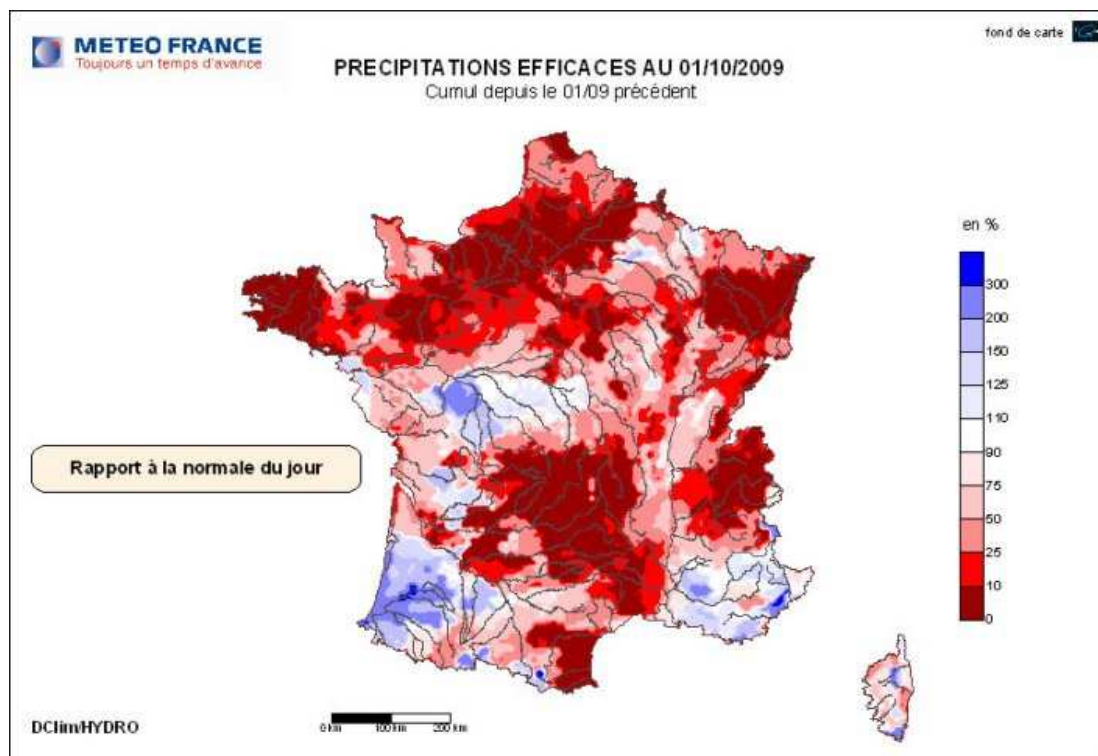 METEO FRANCE
Toujours un temps d'avance
fond de carte
PRECIPITATIONS EFFICACES AU 01/10/2009
Cumul depuis le 01/09 précédent
en %
300
200
150
125
110
90
75
50
25
10
0
Rapport à la normale du jour
DClim/HYDRO
0 km 100 km 200 km